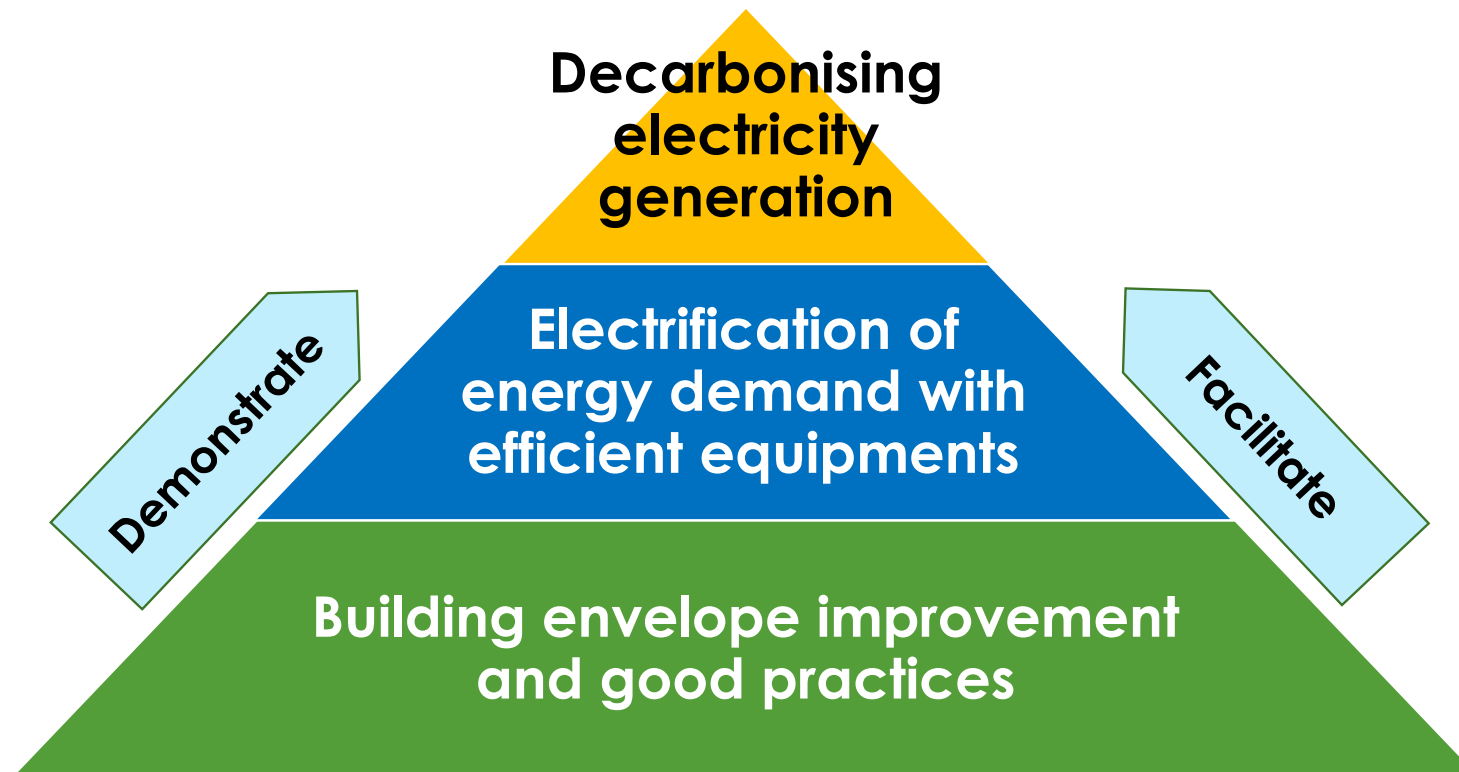 Decarbonising
electricity
generation
Demonstrate
Electrification of
energy demand with
efficient equipments
Facilitate
Building envelope improvement
and good practices